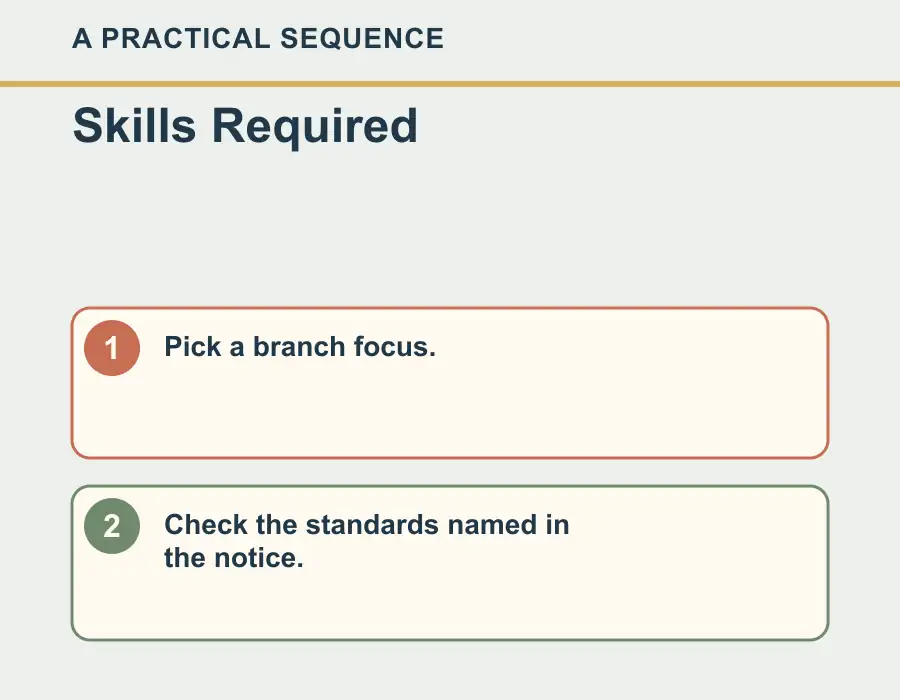 A PRACTICAL SEQUENCE
Skills Required
1
Pick a branch focus.
2
Check the standards named in
the notice.